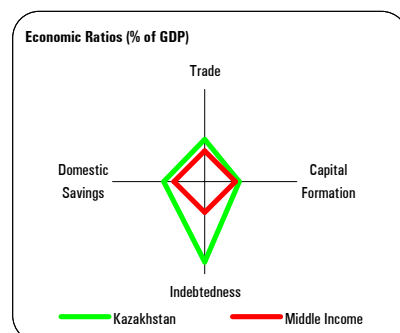 Economic Ratios (% of GDP)
Trade
Domestic
Savings
Capital
Formation
Indebtedness
Kazakhstan
Middle Income